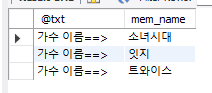 @txt mem_name
가수 이름==> 소녀시대
가수 이름==> 잇지
가수 이름==> 트와이스